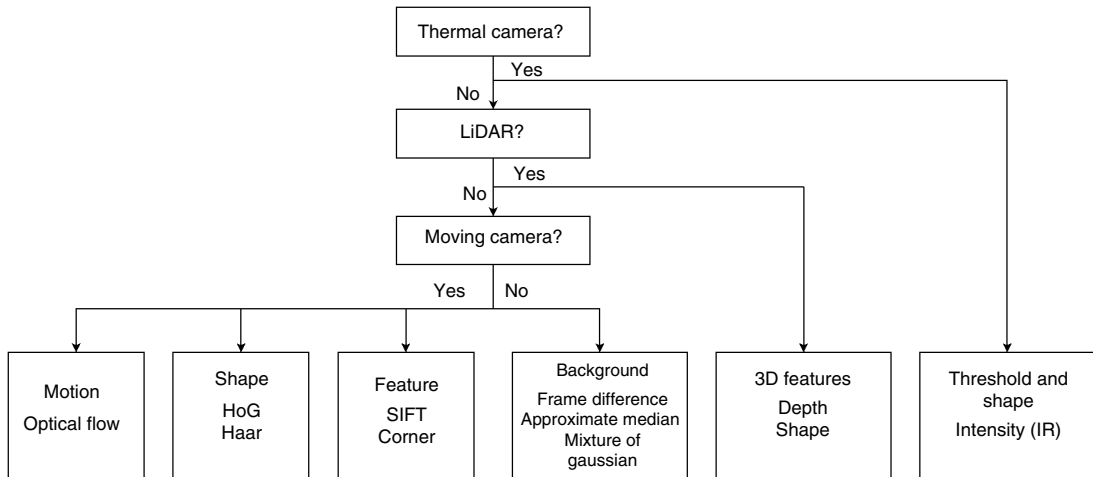 Thermal camera?
Yes
No
LiDAR?
Yes
No
Moving camera?
Yes
No
Motion
Optical flow
Shape
HoG
Haar
Feature
SIFT
Corner
Background
Frame difference
Approximate median
Mixture of
gaussian
3D features
Depth
Shape
Threshold and
shape
Intensity (IR)